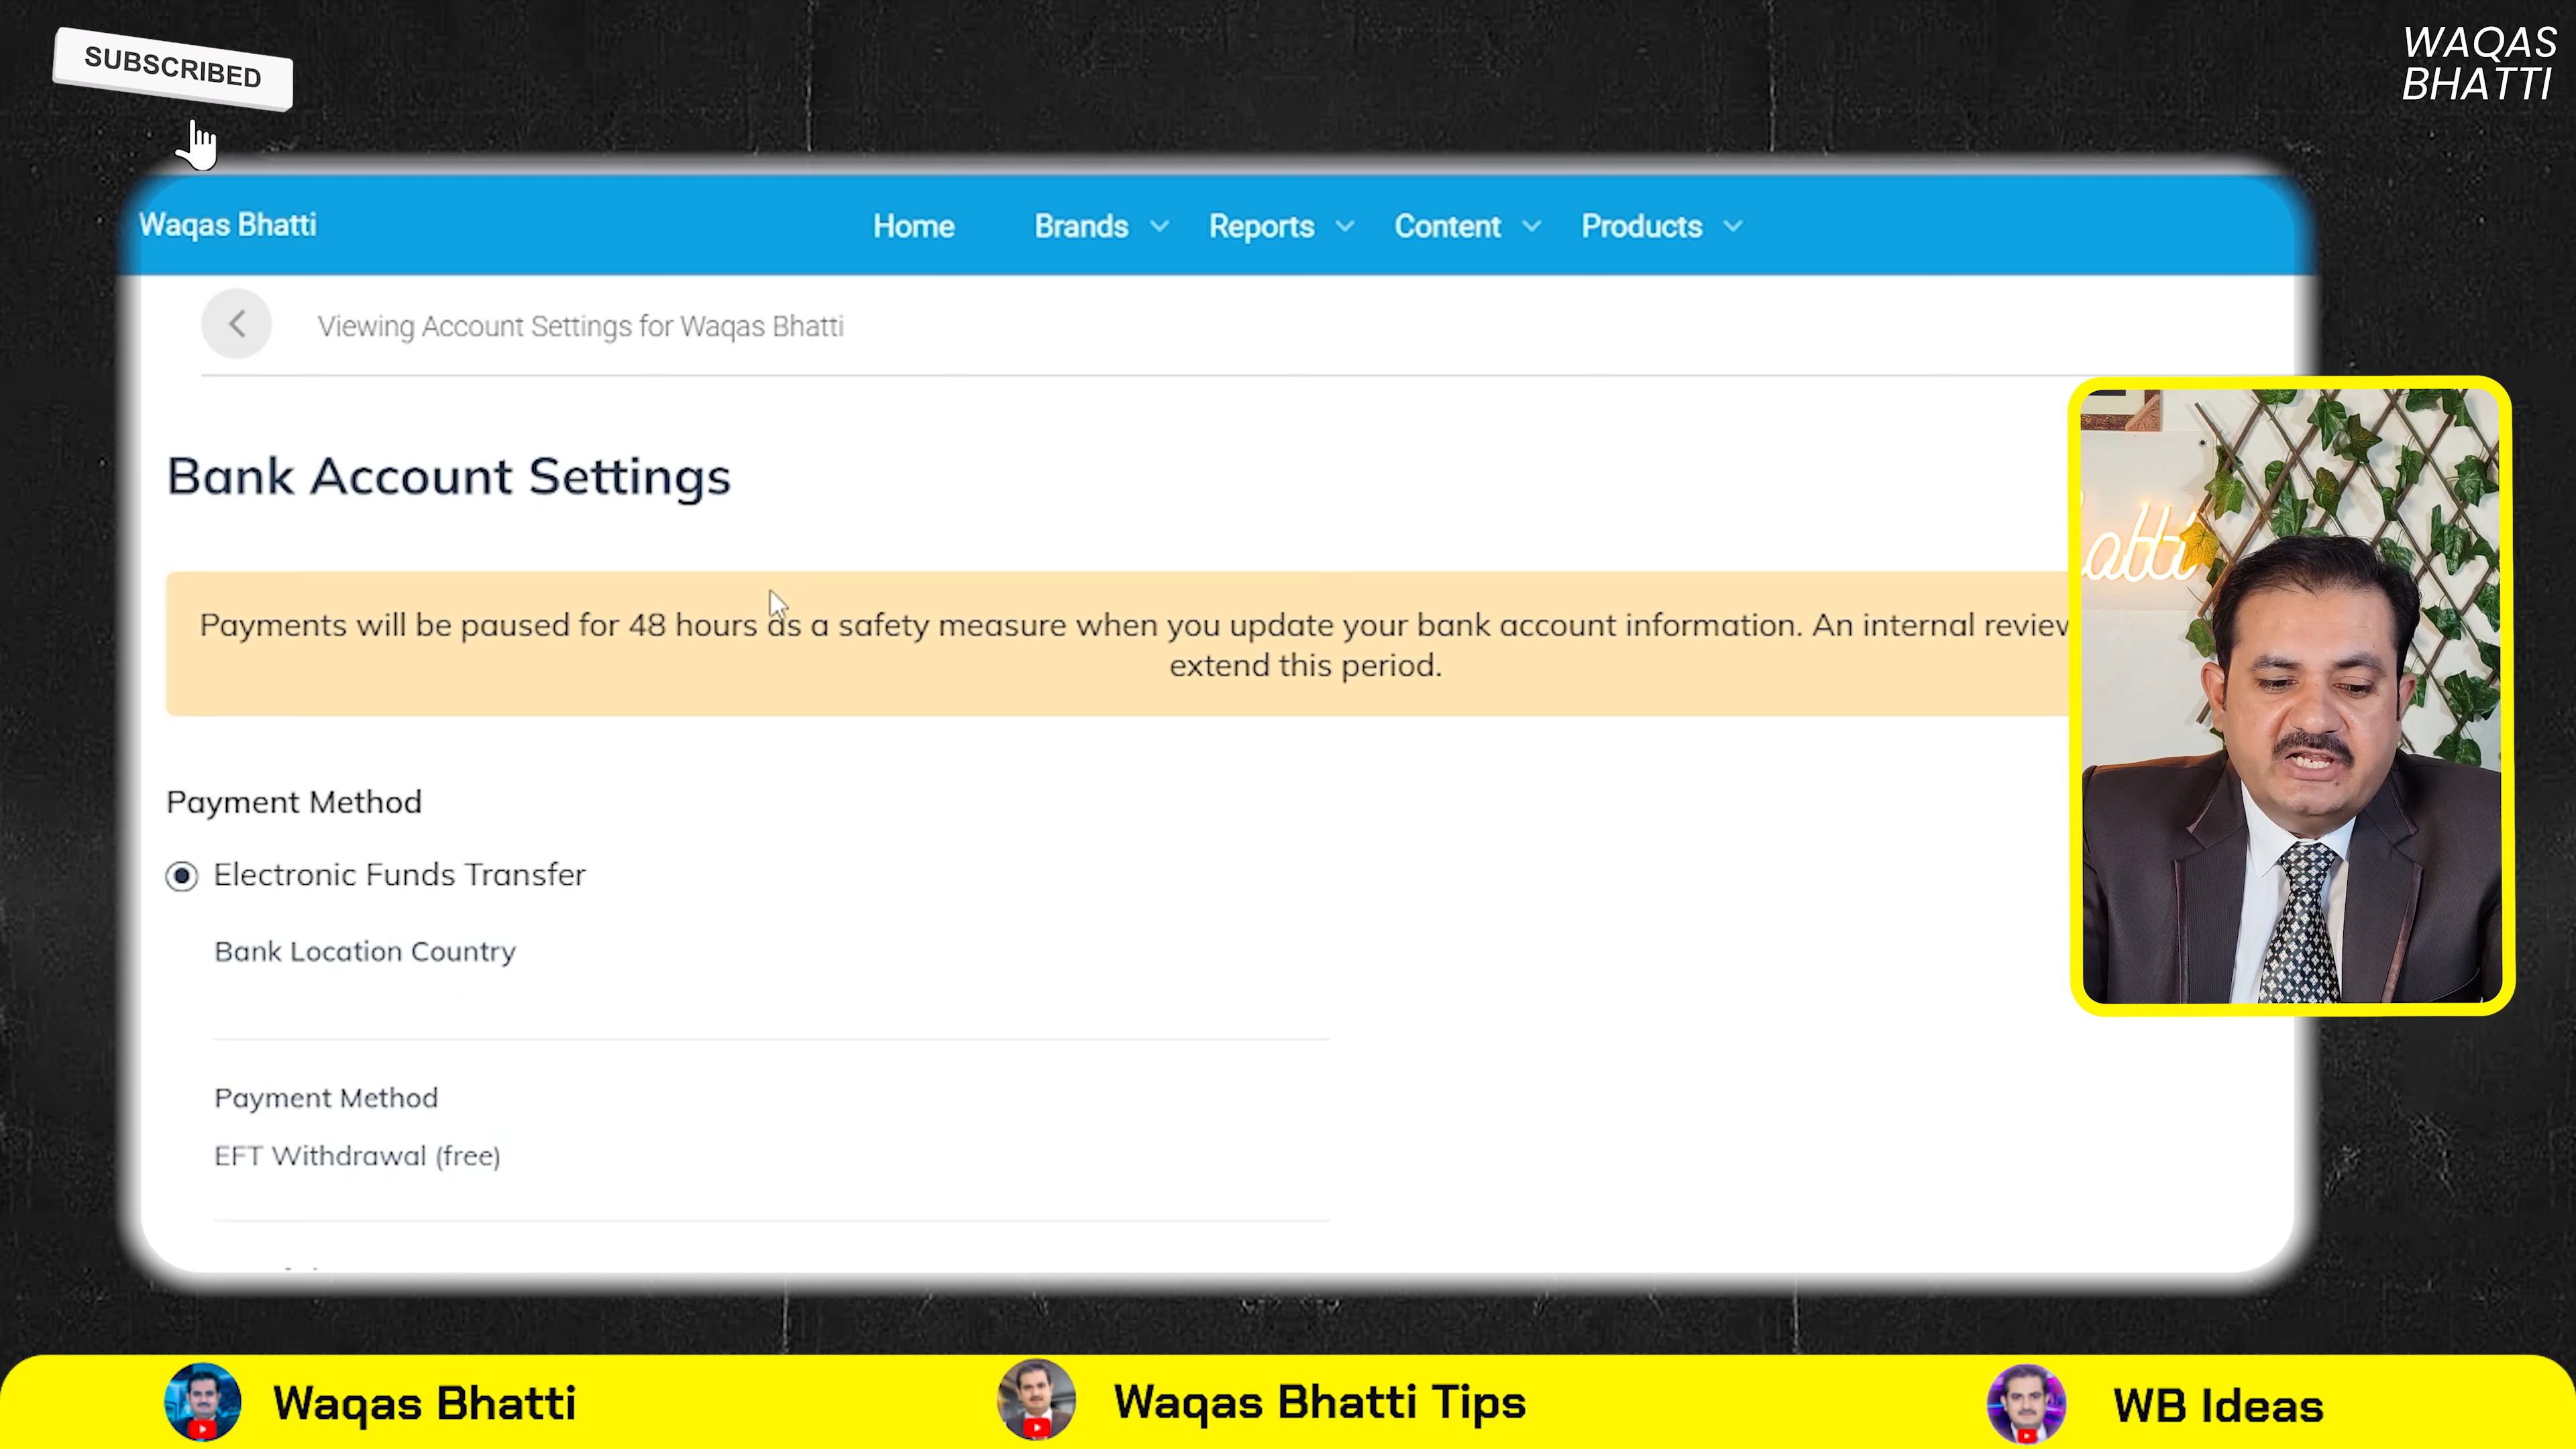 SUBSCRIBED
WAQAS
BHATTI
Waqas Bhatti
Home
Brands
Reports
Content
Products
Viewing Account Settings for Waqas Bhatti
Bank Account Settings
Payments will be paused for 48 hours as a safety measure when you update your bank account information. An internal review
extend this period.
atti
Payment Method
Electronic Funds Transfer
Bank Location Country
Payment Method
EFT Withdrawal (free)
Waqas Bhatti
Waqas Bhatti Tips
WB Ideas